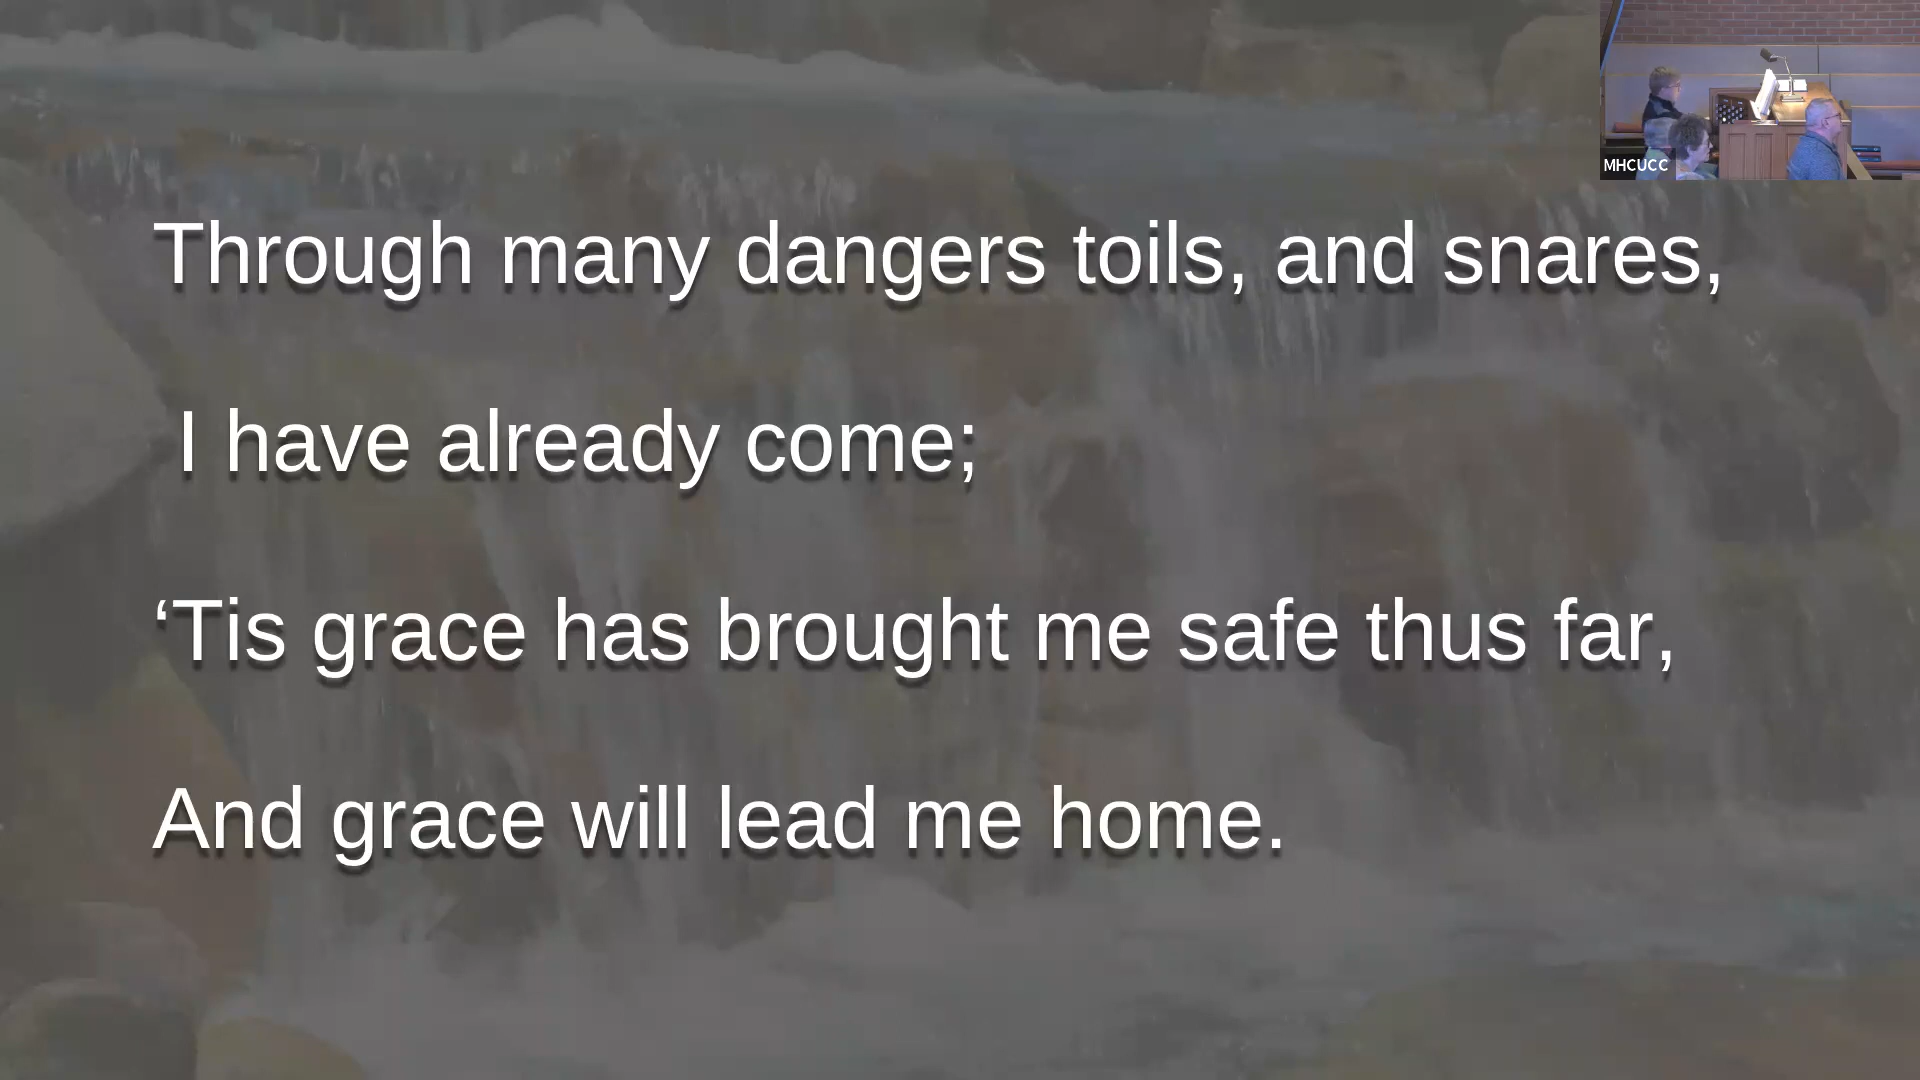 MHCUCC
Through many dangers toils, and snares,
I have already come;
‘Tis grace has brought me safe thus far,
And grace will lead me home.